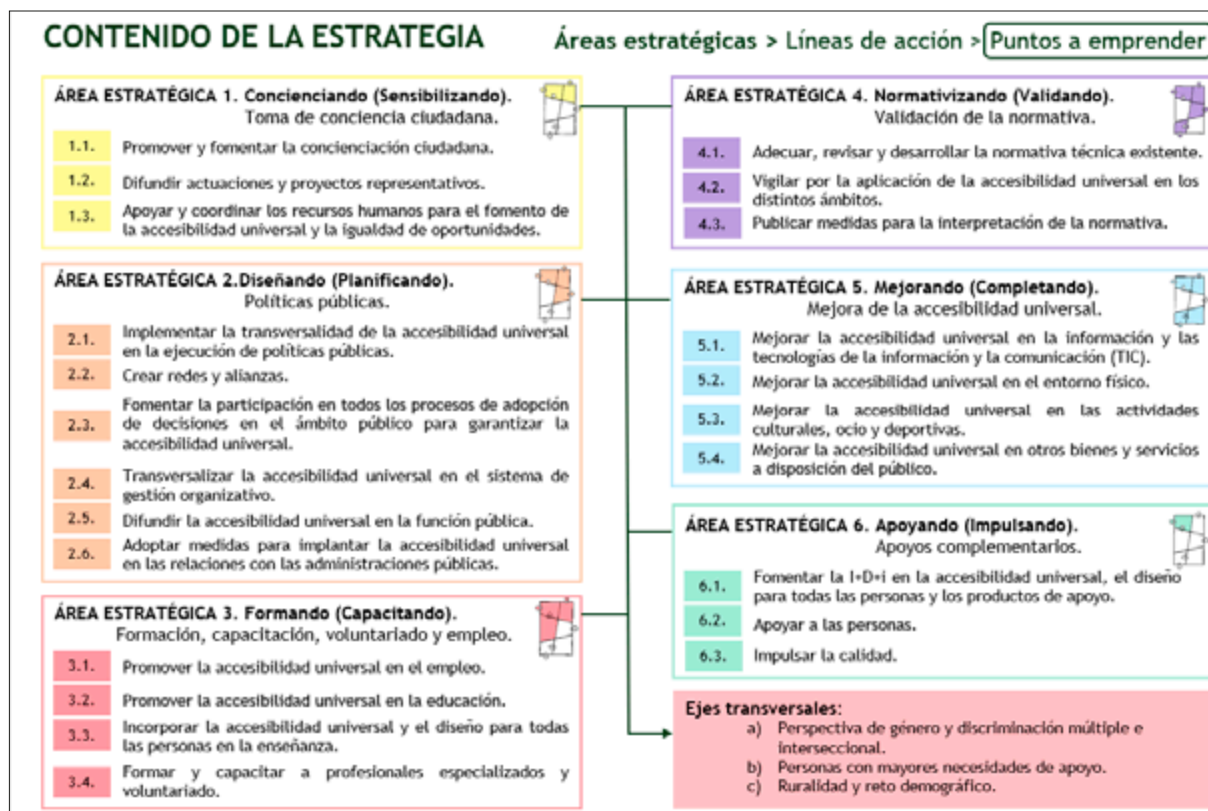 CONTENIDO DE LA ESTRATEGIA
Áreas estratégicas > Líneas de acción > Puntos a emprender
ÁREA ESTRATÉGICA 1. Concienciando (Sensibilizando).
Toma de conciencia ciudadana.
1.1. Promover y fomentar la concienciación ciudadana.
1.2. Difundir actuaciones y proyectos representativos.
1.3. Apoyar y coordinar los recursos humanos para el fomento de
la accesibilidad universal y la igualdad de oportunidades.
ÁREA ESTRATÉGICA 2.Diseñando (Planificando).
Políticas públicas.
2.1. Implementar la transversalidad de la accesibilidad universal
en la ejecución de políticas públicas.
2.2. Crear redes y alianzas.
2.3. Fomentar la participación en todos los procesos de adopción
de decisiones en el ámbito público para garantizar la
accesibilidad universal.
2.4. Transversalizar la accesibilidad universal en el sistema de
gestión organizativo.
2.5. Difundir la accesibilidad universal en la función pública.
2.6. Adoptar medidas para implantar la accesibilidad universal
en las relaciones con las administraciones públicas.
ÁREA ESTRATÉGICA 3. Formando (Capacitando).
Formación, capacitación, voluntariado y empleo.
3.1. Promover la accesibilidad universal en el empleo.
3.2. Promover la accesibilidad universal en la educación.
3.3. Incorporar la accesibilidad universal y el diseño para todas
las personas en la enseñanza.
3.4. Formar y capacitar a profesionales especializados y
voluntariado.
ÁREA ESTRATÉGICA 4. Normativizando (Validando).
Validación de la normativa.
4.1. Adecuar, revisar y desarrollar la normativa técnica existente.
4.2. Vigilar por la aplicación de la accesibilidad universal en los
distintos ámbitos.
4.3. Publicar medidas para la interpretación de la normativa.
ÁREA ESTRATÉGICA 5. Mejorando (Completando).
Mejora de la accesibilidad universal.
5.1. Mejorar la accesibilidad universal en la información y las
tecnologías de la información y la comunicación (TIC).
5.2. Mejorar la accesibilidad universal en el entorno físico.
5.3. Mejorar la accesibilidad universal en las actividades
culturales, ocio y deportivas.
5.4. Mejorar la accesibilidad universal en otros bienes y servicios
a disposición del público.
ÁREA ESTRATÉGICA 6. Apoyando (Impulsando).
Apoyos complementarios.
6.1. Fomentar la I+D+i en la accesibilidad universal, el diseño
para todas las personas y los productos de apoyo.
6.2. Apoyar a las personas.
6.3. Impulsar la calidad.
Ejes transversales:
a) Perspectiva de género y discriminación múltiple e
interseccional.
b) Personas con mayores necesidades de apoyo.
c) Ruralidad y reto demográfico.